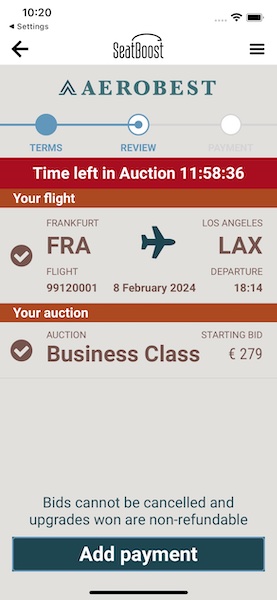 10:20
◀ Settings
SeatBoost
AEROBEST
TERMS REVIEW PAYMENT
Time left in Auction 11:58:36
Your flight
FRANKFURT LOS ANGELES
FRA LAX
FLIGHT DEPARTURE
99120001 8 February 2024 18:14
Your auction
AUCTION STARTING BID
Business Class € 279
Bids cannot be cancelled and
upgrades won are non-refundable
Add payment